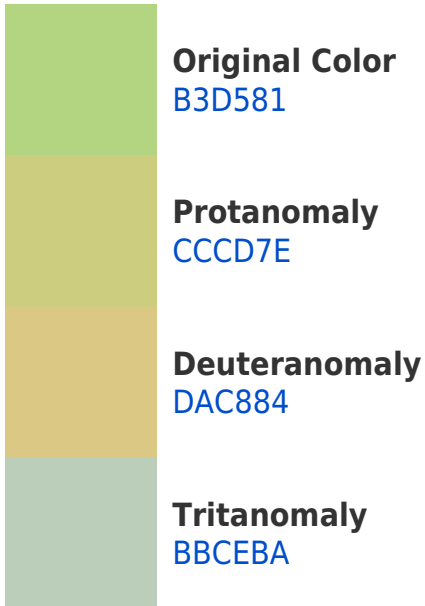 Original Color
B3D581
Protanomaly
CCCD7E
Deuteranomaly
DAC884
Tritanomaly
BBCEBA